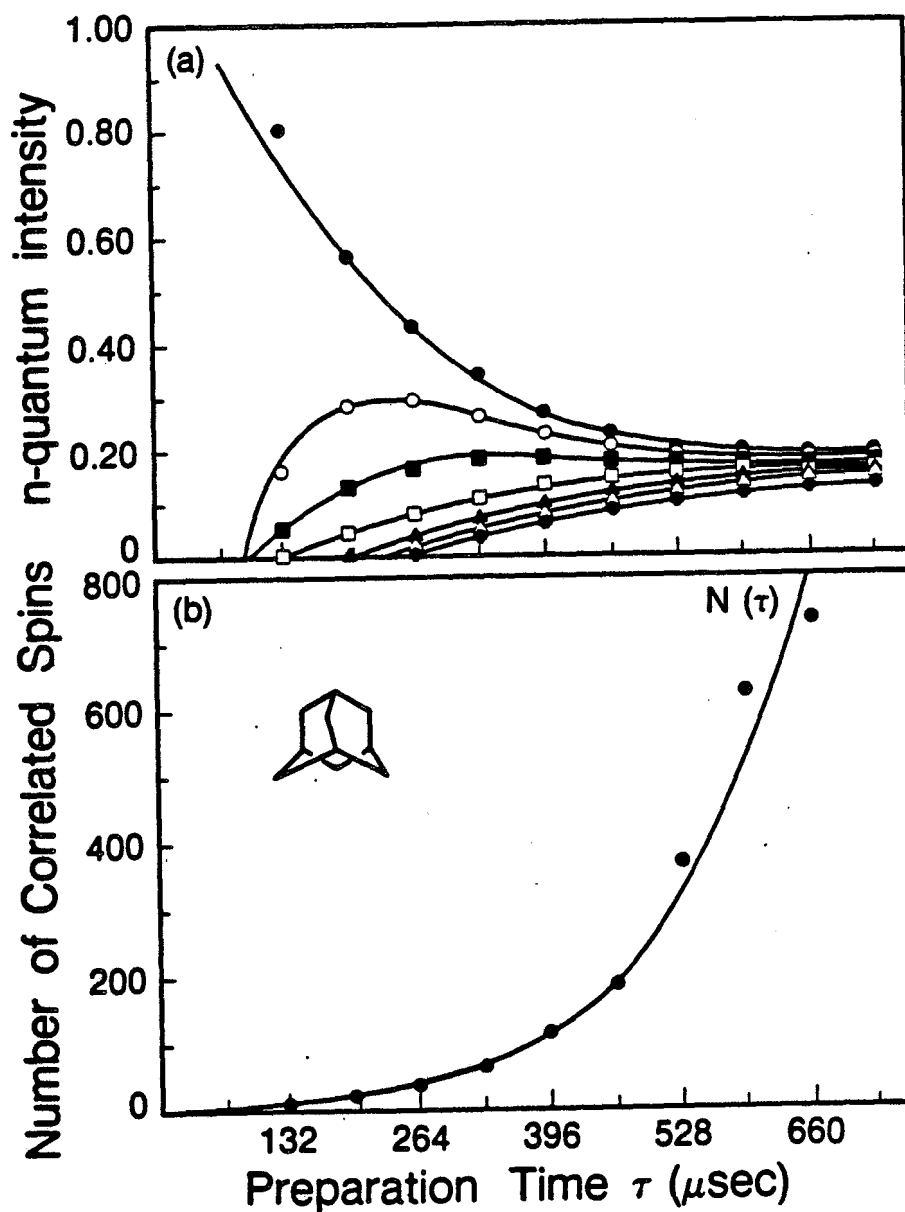 (a)
n-quantum intensity
1.00
0.80
0.60
0.40
0.20
0
(b)
N (τ)
Number of Correlated Spins
800
600
400
200
0
132 264 396 528 660
Preparation Time τ (μsec)